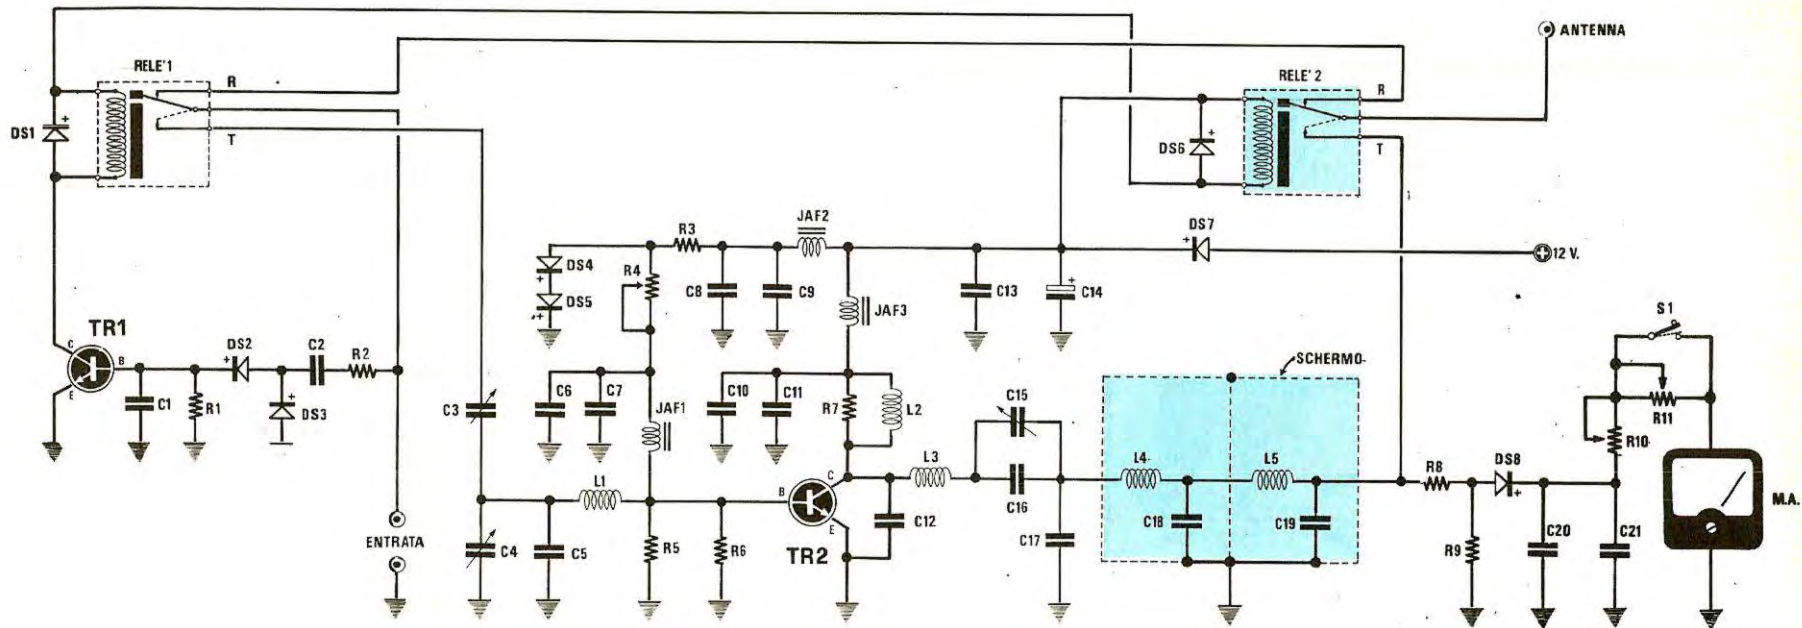 ANTENNA
RELE'1
R
T
DS1
+
RELE' 2
R
T
DS6
+
JAF2
R3
DS7
+
12 V.
DS4
+
DS5
+
R4
C8
C9
JAF3
C13
+
C14
S1
TR1
C
B
E
DS2
+
C2
R2
C1
R1
DS3
+
C3
C6
C7
JAF1
C10
C11
R7
L2
C15
SCHERMO
R11
R10
L1
L3
L4
L5
R8
DS8
+
M.A.
ENTRATA
C4
C5
R5
R6
B
C
E
TR2
C12
C16
C17
C18
C19
R9
C20
C21